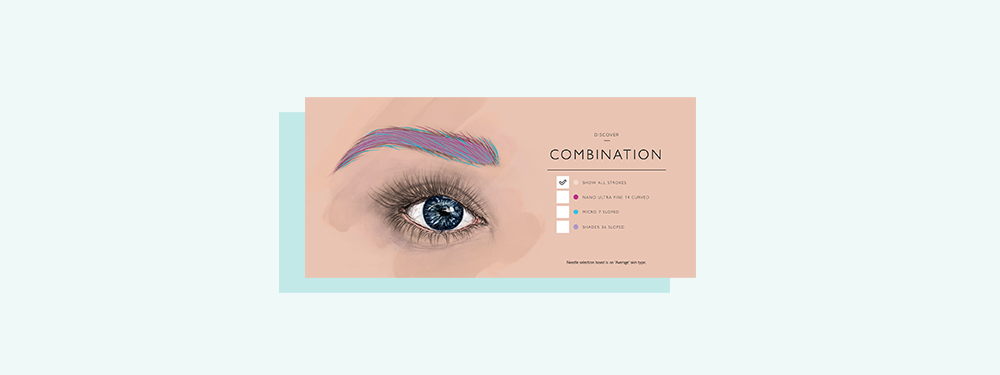 DISCOVER
COMBINATION
SHOW ALL STROKES
NANO ULTRA FINE 14 CURVED
MICRO 7 SLOPED
SHADER 36 SLOPED
Needle selection based is on 'Average' skin type.